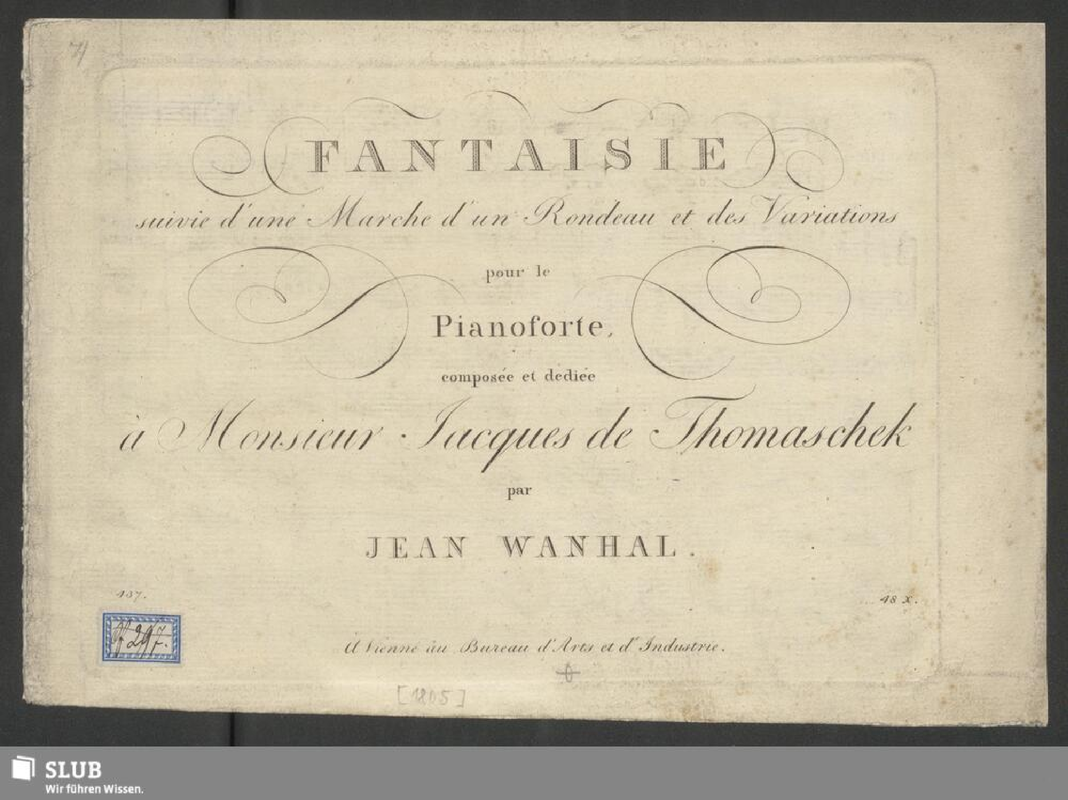 FANTAISIE
suivie d'une Marche d'un Rondeau et des Variations
pour le
Pianoforte,
composée et dediée
à Monsieur Jacques de Thomaschek
par
JEAN WANHAL.
437.
48 x.
297.
A Vienne au Bureau d'Arts et d'Industrie.
[1805]
SLUB
Wir führen Wissen.